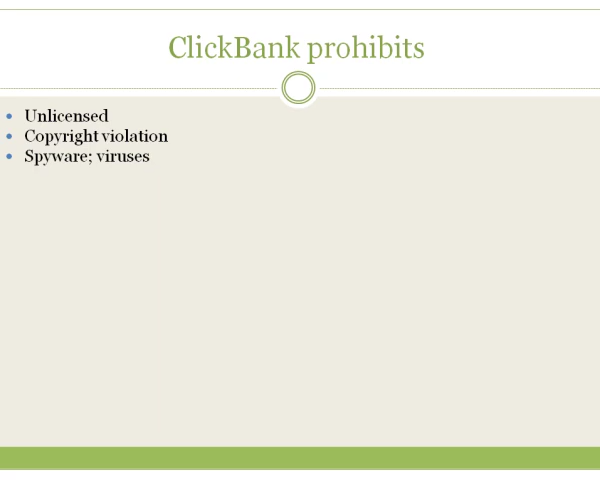 ClickBank prohibits
Unlicensed
Copyright violation
Spyware; viruses